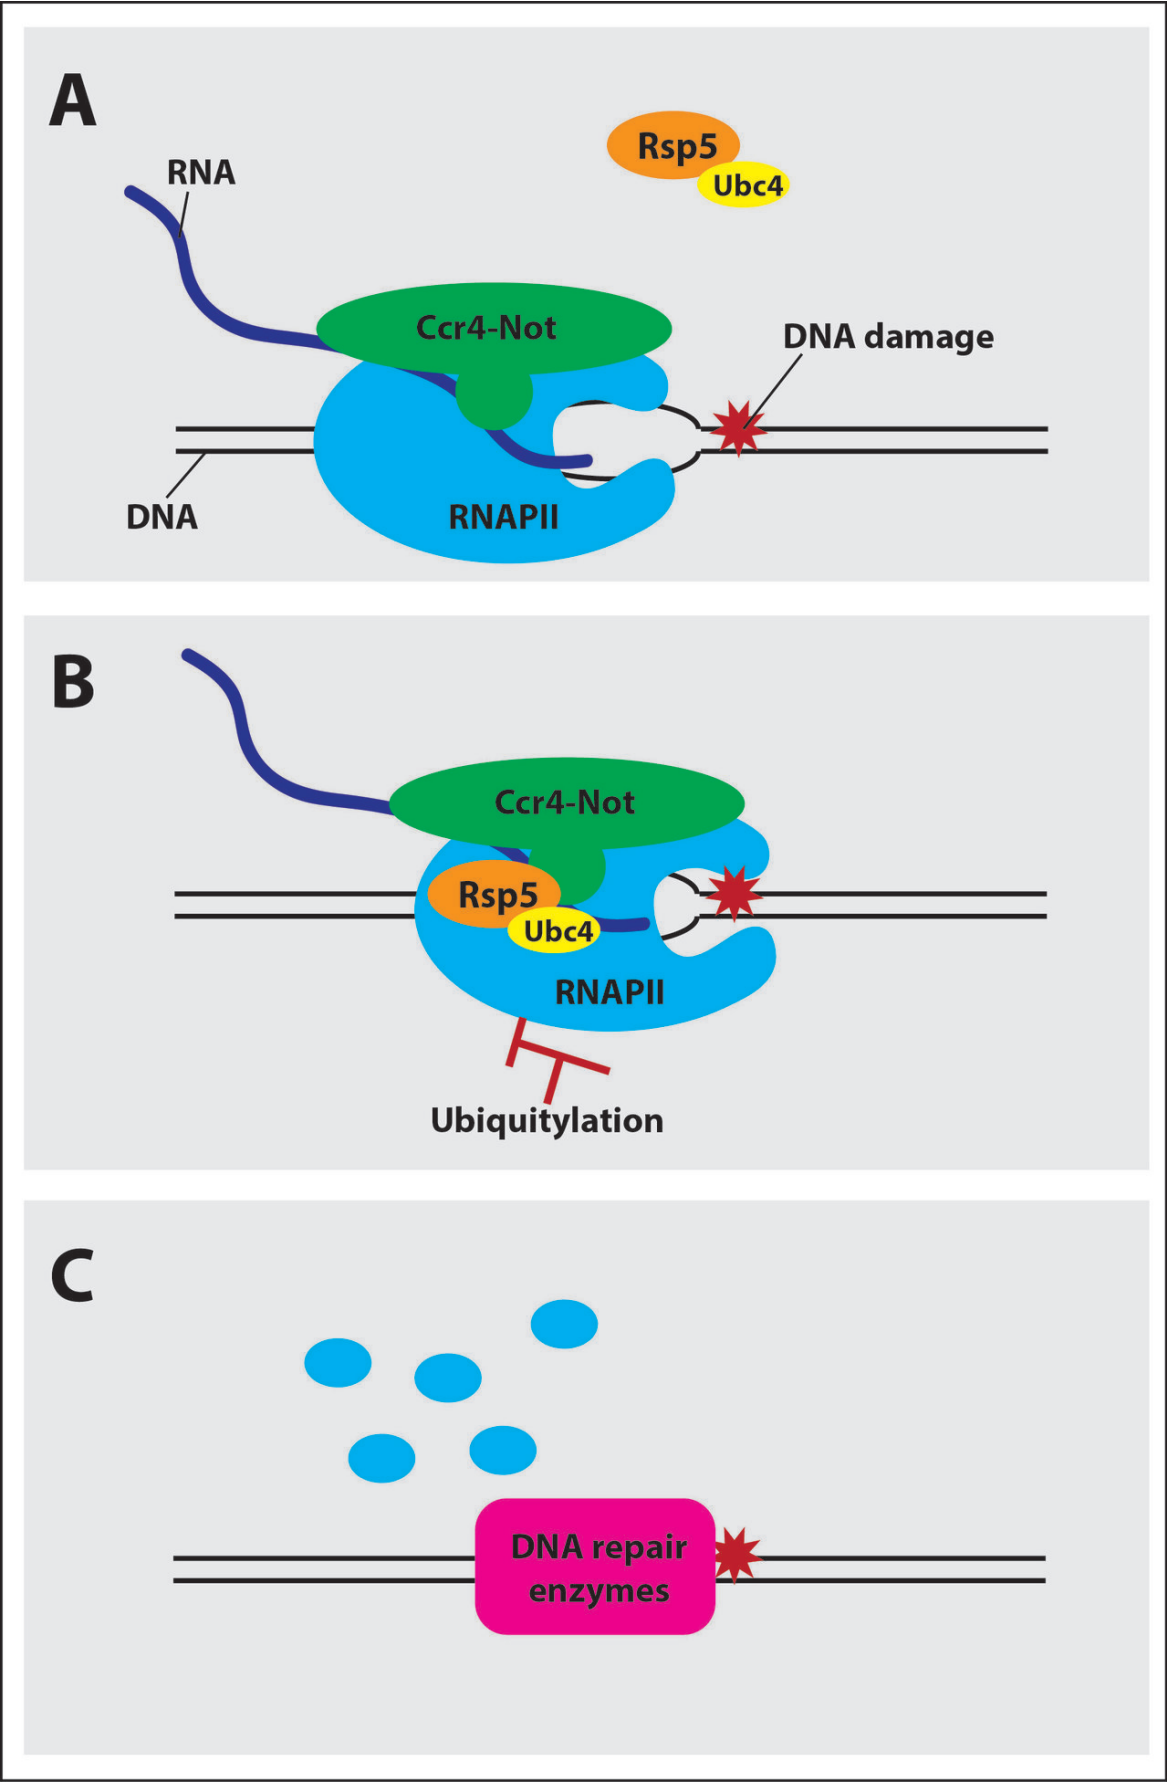 A
Rsp5
Ubc4
RNA
Ccr4-Not
DNA damage
DNA
RNAPII
B
Ccr4-Not
Rsp5
Ubc4
RNAPII
Ubiquitylation
C
DNA repair
enzymes